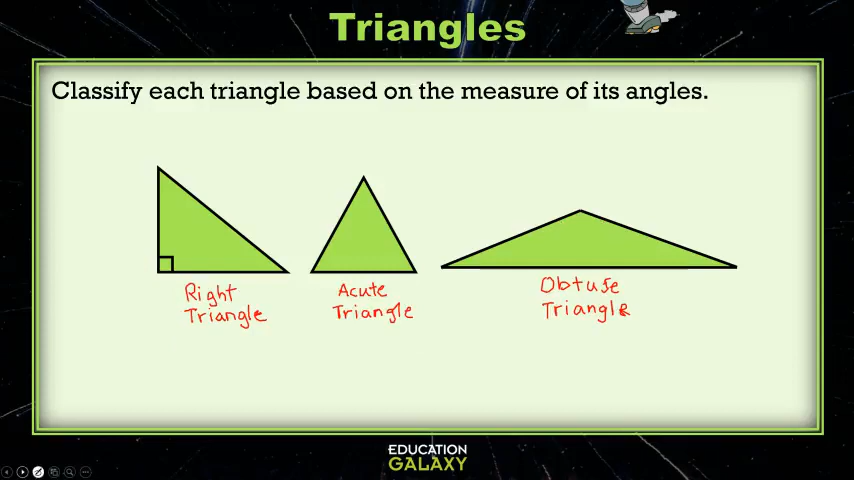 Triangles
Classify each triangle based on the measure of its angles.
Right
Triangle
Acute
Triangle
Obtuse
Triangle
EDUCATION
GALAXY